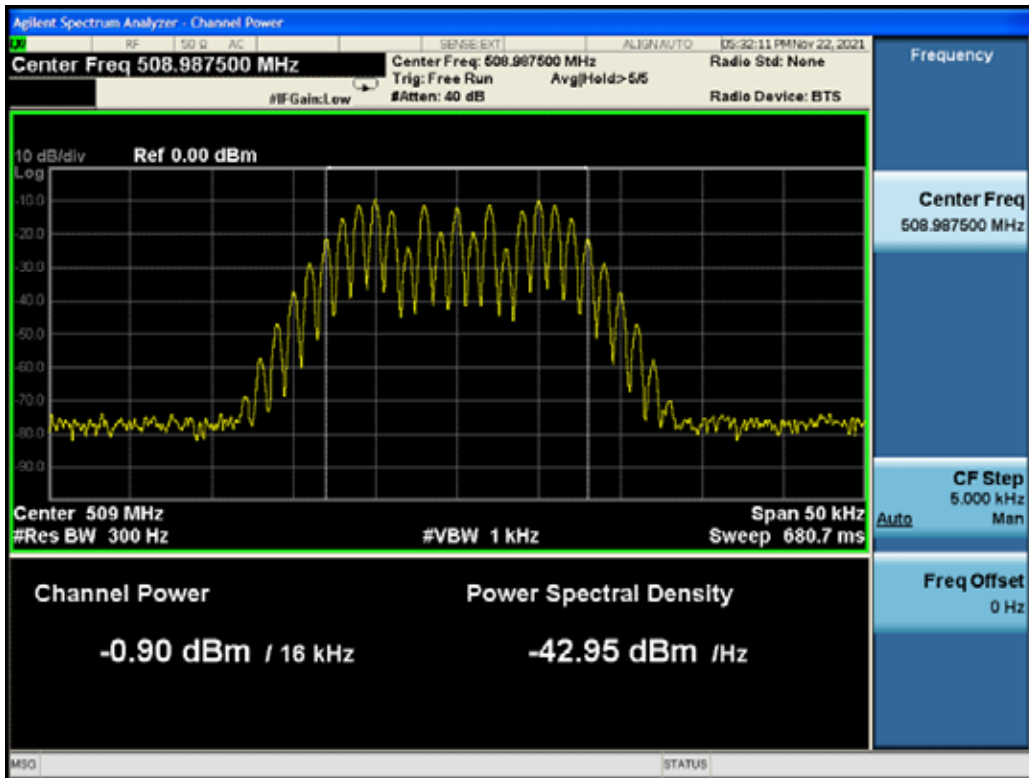 Agilent Spectrum Analyzer - Channel Power
RF 50 Ω AC SENSE:EXT ALIGNAUTO 05:32:11 PM Nov 22, 2021
Center Freq 508.987500 MHz
Center Freq: 508.987500 MHz
Radio Std: None
Trig: Free Run Avg|Hold:>5/5
#IFGain:Low
#Atten: 40 dB
Radio Device: BTS
10 dB/div Ref 0.00 dBm
Log
-10.0
-20.0
-30.0
-40.0
-50.0
-60.0
-70.0
-80.0
-90.0
Center 509 MHz Span 50 kHz
#Res BW 300 Hz #VBW 1 kHz Sweep 680.7 ms
Channel Power Power Spectral Density
-0.90 dBm / 16 kHz -42.95 dBm /Hz
MSG STATUS
Frequency
Center Freq
508.987500 MHz
CF Step
5.000 kHz
Auto Man
Freq Offset
0 Hz